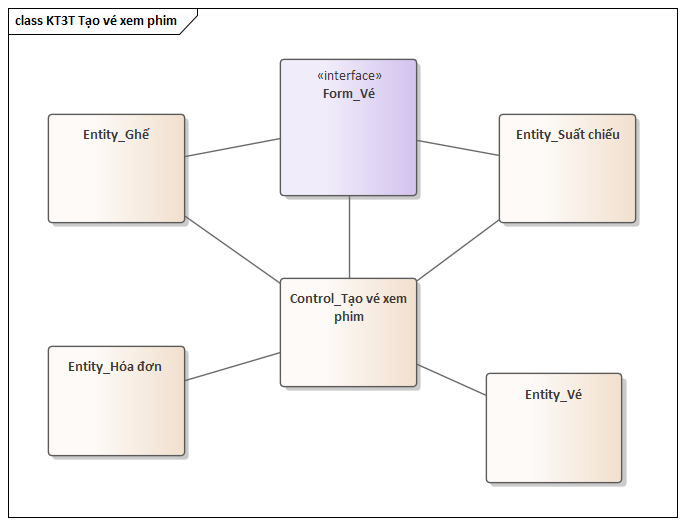 class KT3T Tạo vé xem phim
«interface»
Form_Vé
Entity_Ghế
Entity_Suất chiếu
Control_Tạo vé xem
phim
Entity_Hóa đơn
Entity_Vé